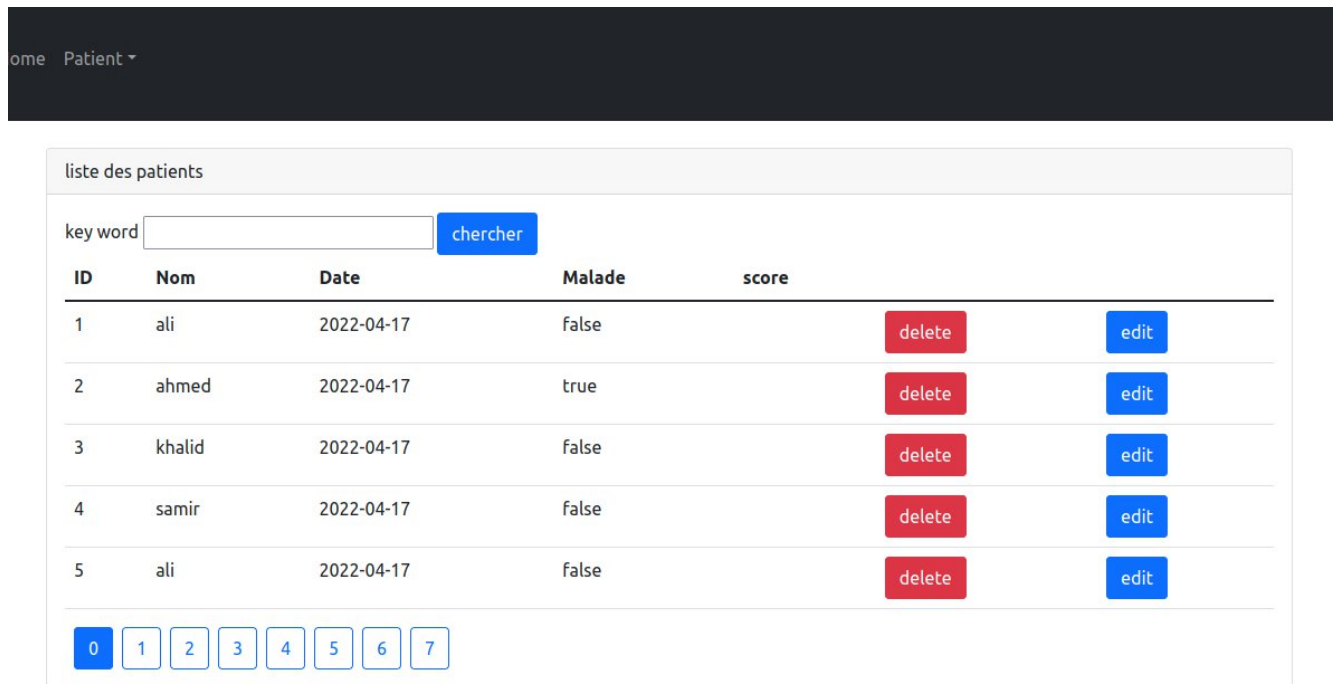 ome Patient
liste des patients
key word chercher
ID Nom Date Malade score
1 ali 2022-04-17 false delete edit
2 ahmed 2022-04-17 true delete edit
3 khalid 2022-04-17 false delete edit
4 samir 2022-04-17 false delete edit
5 ali 2022-04-17 false delete edit
0 1 2 3 4 5 6 7